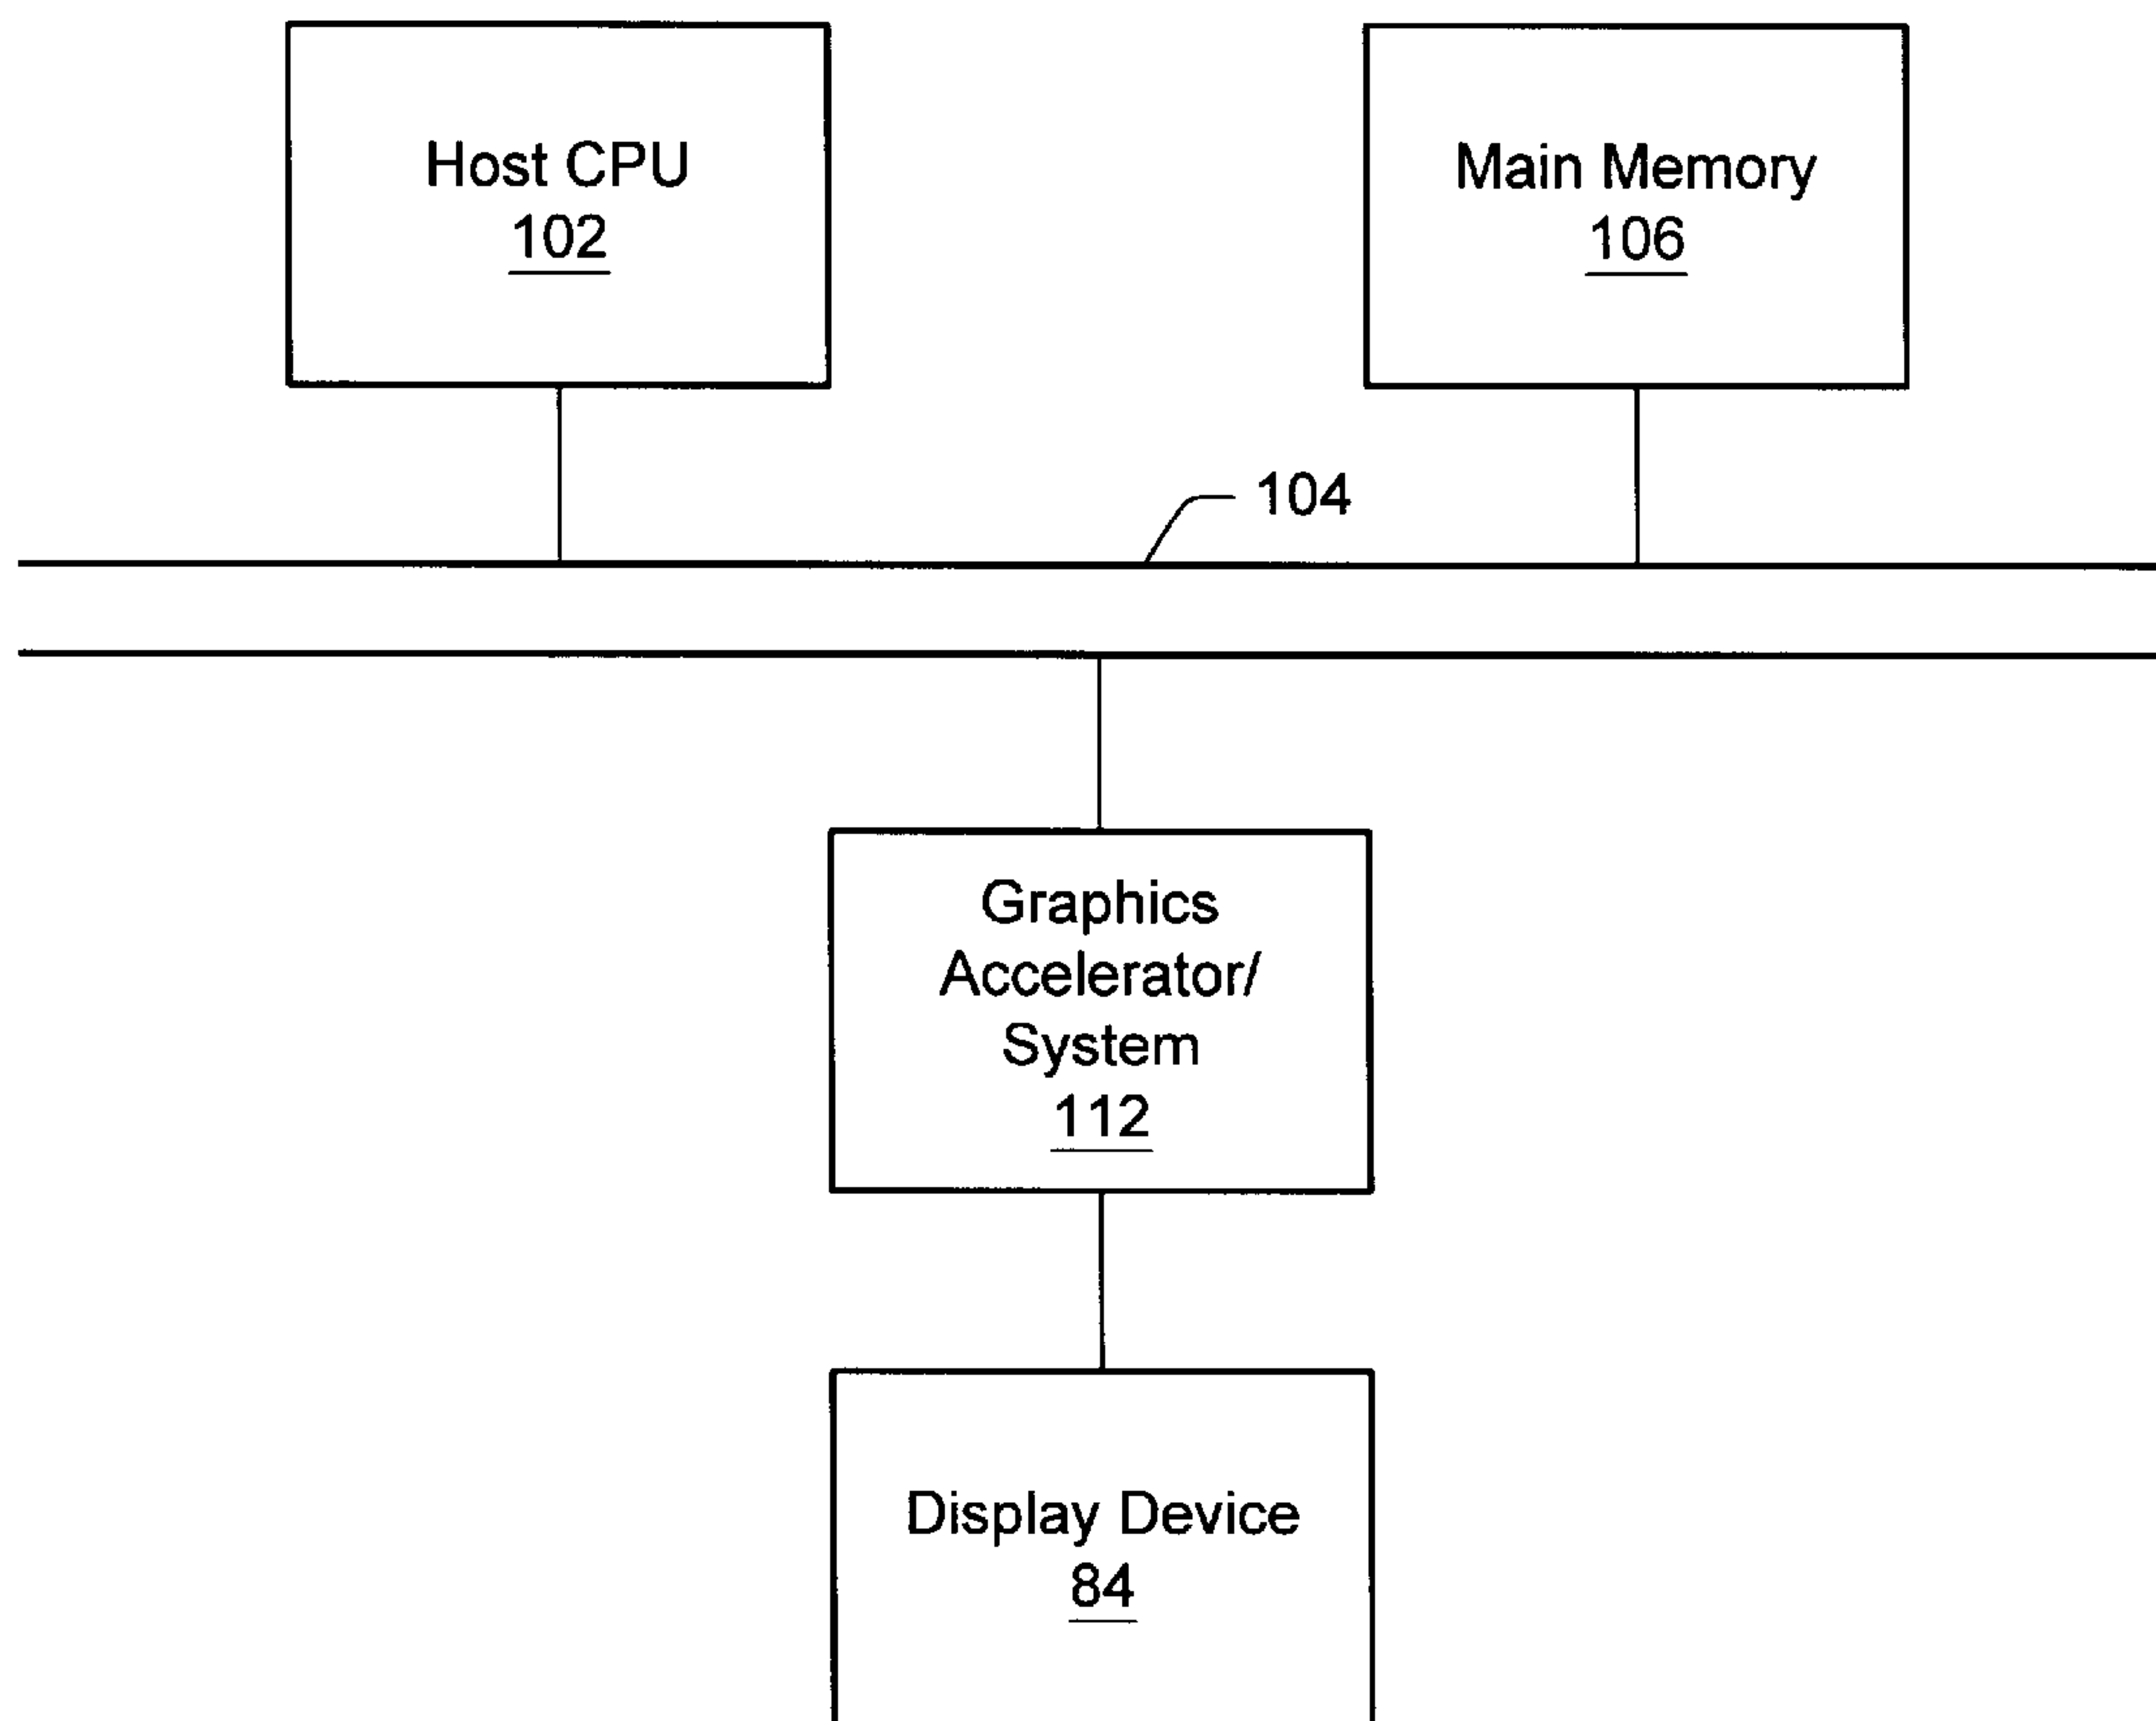 Host CPU
102
Main Memory
106
104
Graphics
Accelerator/
System
112
Display Device
84